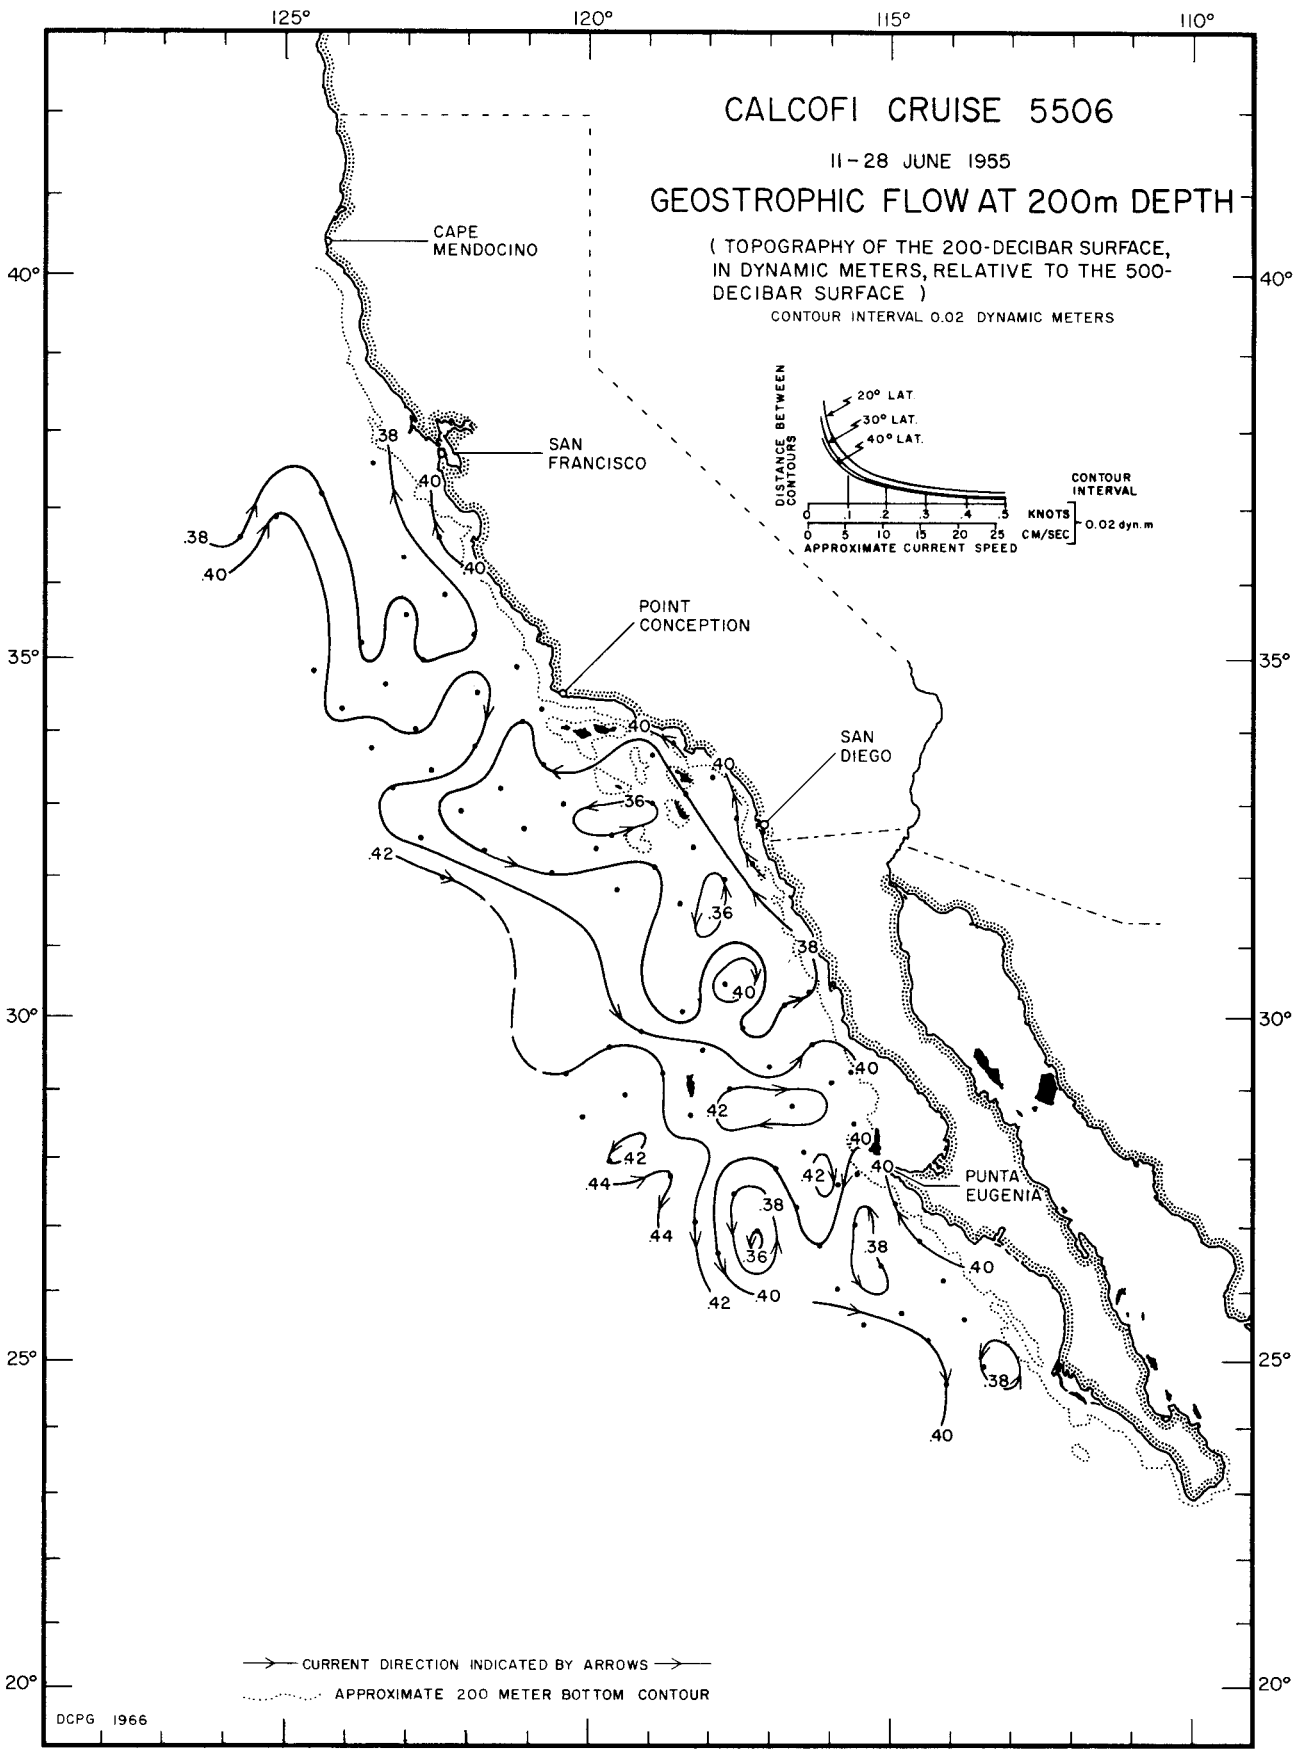 125° 120° 115° 110°
CALCOFI CRUISE 5506
11-28 JUNE 1955
GEOSTROPHIC FLOW AT 200m DEPTH
( TOPOGRAPHY OF THE 200-DECIBAR SURFACE,
IN DYNAMIC METERS, RELATIVE TO THE 500-
DECIBAR SURFACE )
CONTOUR INTERVAL 0.02 DYNAMIC METERS
CAPE
MENDOCINO
40° 40°
DISTANCE BETWEEN
CONTOURS
20° LAT.
30° LAT.
40° LAT.
CONTOUR
INTERVAL
0 .1 .2 .3 .4 .5 KNOTS
0 5 10 15 20 25 CM/SEC
0.02 dyn.m
APPROXIMATE CURRENT SPEED
.38
SAN
FRANCISCO
.40
.38
.40
.40
POINT
CONCEPTION
35° 35°
.40
SAN
DIEGO
.40
.36
.42
.36
.38
.40
30° 30°
.40
.42
.40
.42
.40
.42
PUNTA
EUGENIA
.44
.38
.44
.36
.38
.40
.42
.40
25° 25°
.38
.40
20° 20°
CURRENT DIRECTION INDICATED BY ARROWS
APPROXIMATE 200 METER BOTTOM CONTOUR
DCPG 1966